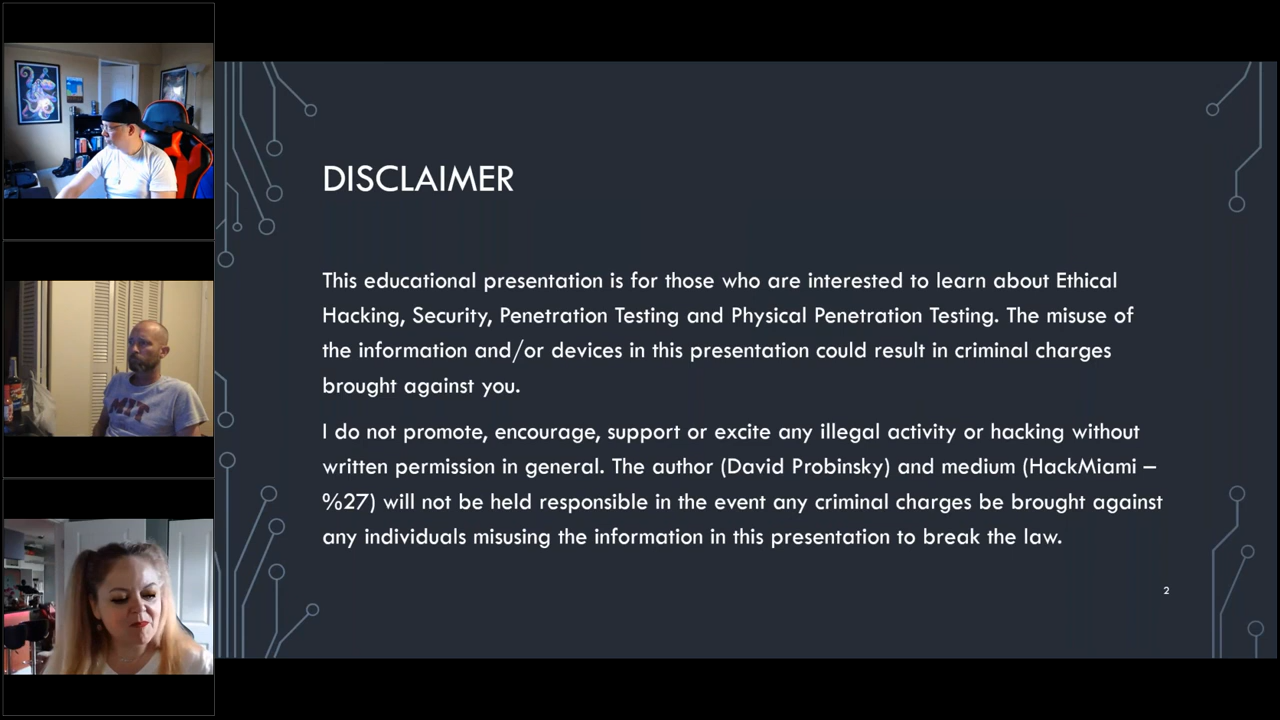 DISCLAIMER
This educational presentation is for those who are interested to learn about Ethical
Hacking, Security, Penetration Testing and Physical Penetration Testing. The misuse of
the information and/or devices in this presentation could result in criminal charges
brought against you.
I do not promote, encourage, support or excite any illegal activity or hacking without
written permission in general. The author (David Probinsky) and medium (HackMiami –
%27) will not be held responsible in the event any criminal charges be brought against
any individuals misusing the information in this presentation to break the law.
2
MIT